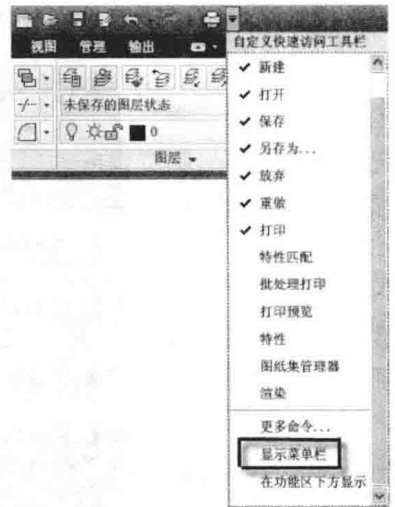 视图 管理 输出
自定义快速访问工具栏
未保存的图层状态
0
图层
新建
打开
保存
另存为...
放弃
重做
打印
特性匹配
批处理打印
打印预览
特性
图纸集管理器
渲染
更多命令...
显示菜单栏
在功能区下方显示